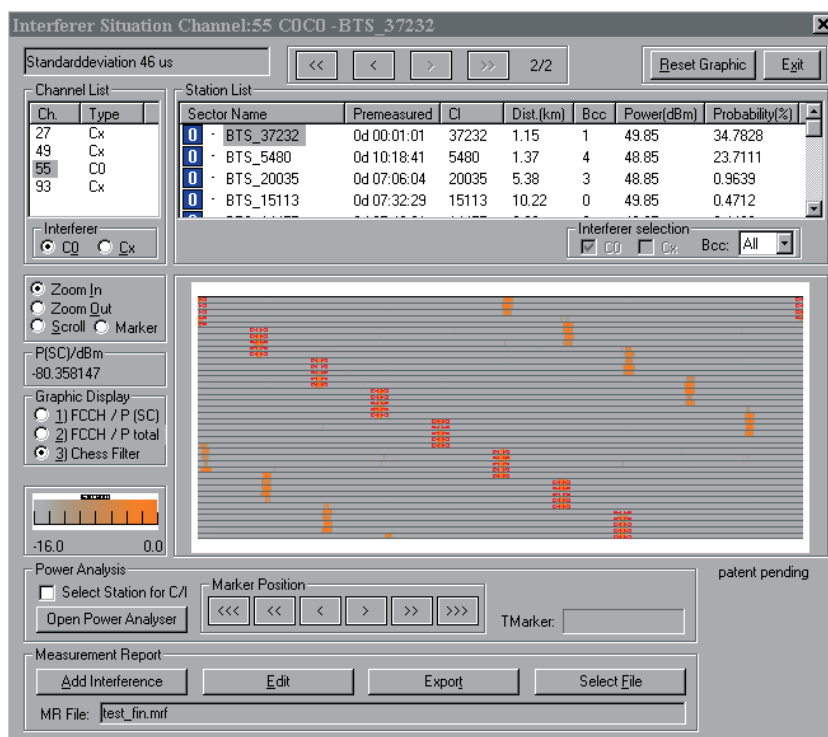 Interferer Situation Channel:55 C0C0 -BTS_37232
Standarddeviation 46 us
<< < > >> 2/2
Reset Graphic Exit
Channel List
Ch. Type
27 Cx
49 Cx
55 C0
93 Cx
Interferer
C0 Cx
Station List
Sector Name Premeasured CI Dist.(km) Bcc Power(dBm) Probability(%)
0 - BTS_37232 0d 00:01:01 37232 1.15 1 49.85 34.7828
0 - BTS_5480 0d 10:18:41 5480 1.37 4 48.85 23.7111
0 - BTS_20035 0d 07:06:04 20035 5.38 3 48.85 0.9639
0 - BTS_15113 0d 07:32:29 15113 10.22 0 49.85 0.4712
Interferer selection
C0 Cx Bcc: All
Zoom In
Zoom Out
Scroll Marker
P(SC)/dBm
-80.358147
Graphic Display
1) FCCH / P (SC)
2) FCCH / P total
3) Chess Filter
-16.0 0.0
Power Analysis
Select Station for C/I
Open Power Analyser
Marker Position
<<< << < > >> >>>
TMarker:
patent pending
Measurement Report
Add Interference Edit Export Select File
MR File: test_fin.mrf